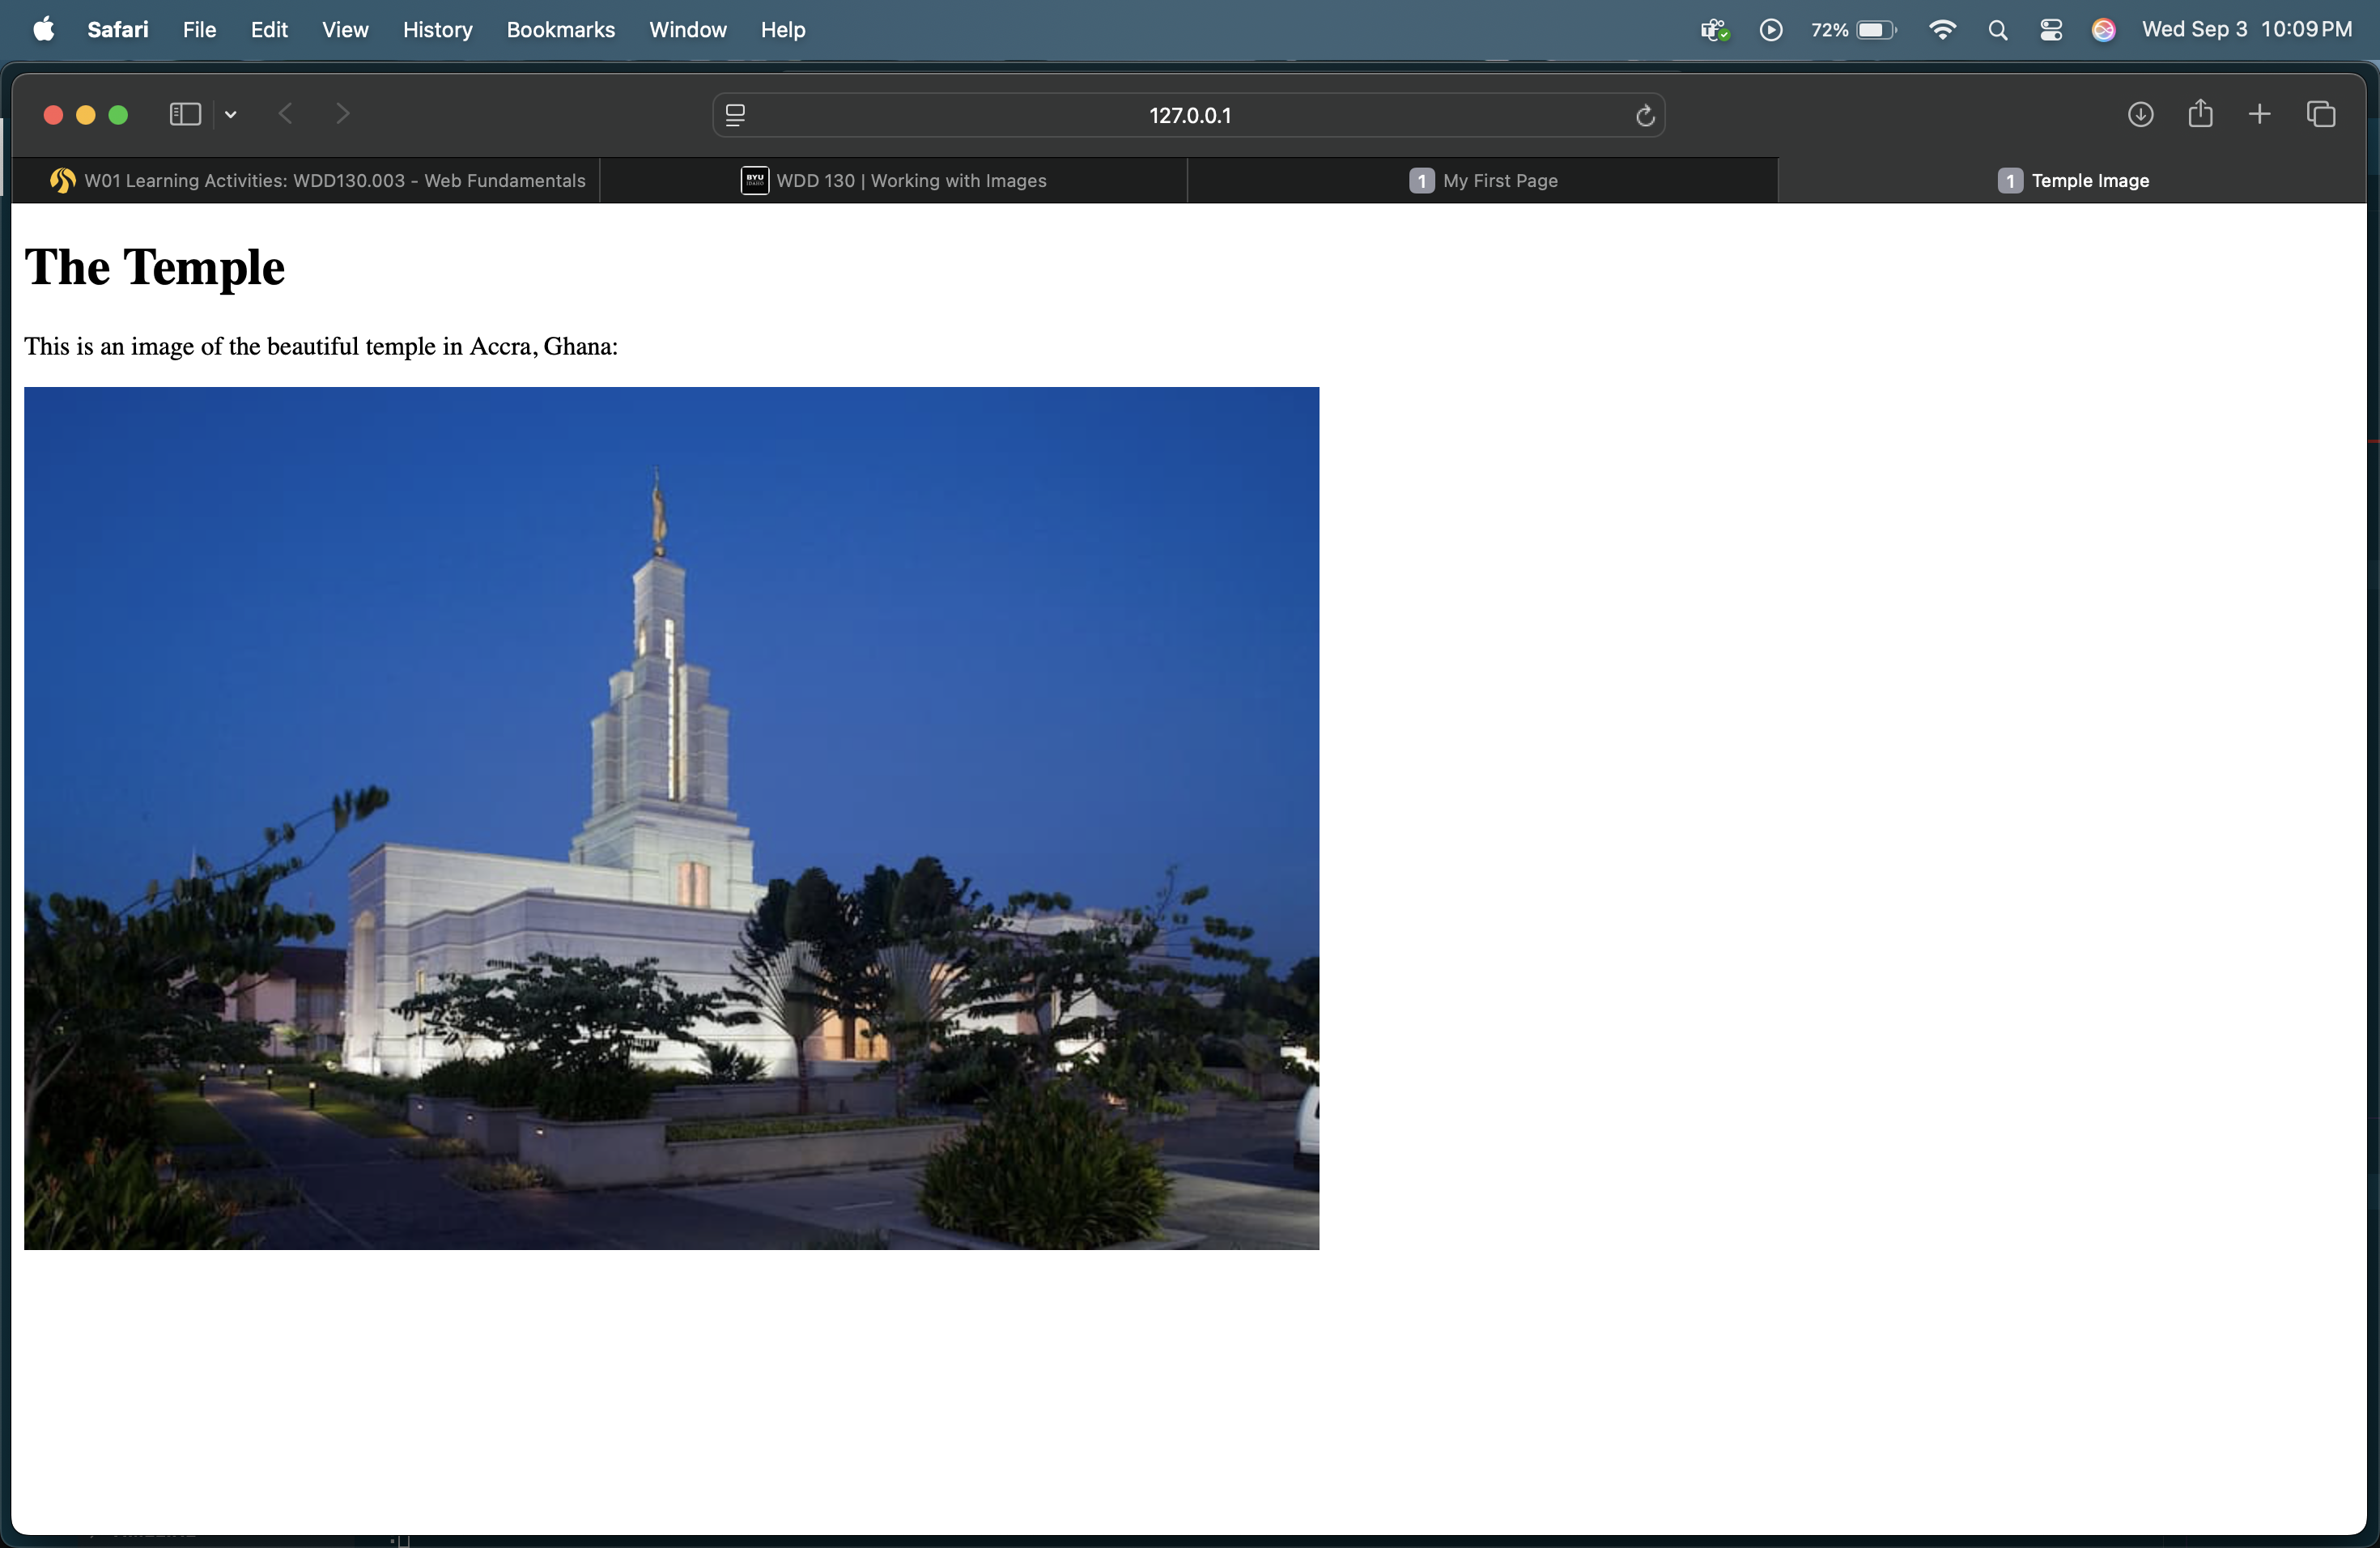 Safari File Edit View History Bookmarks Window Help 72% Wed Sep 3 10:09 PM
127.0.0.1
W01 Learning Activities: WDD130.003 - Web Fundamentals
BYU IDAHO WDD 130 | Working with Images
1 My First Page
1 Temple Image
The Temple
This is an image of the beautiful temple in Accra, Ghana: